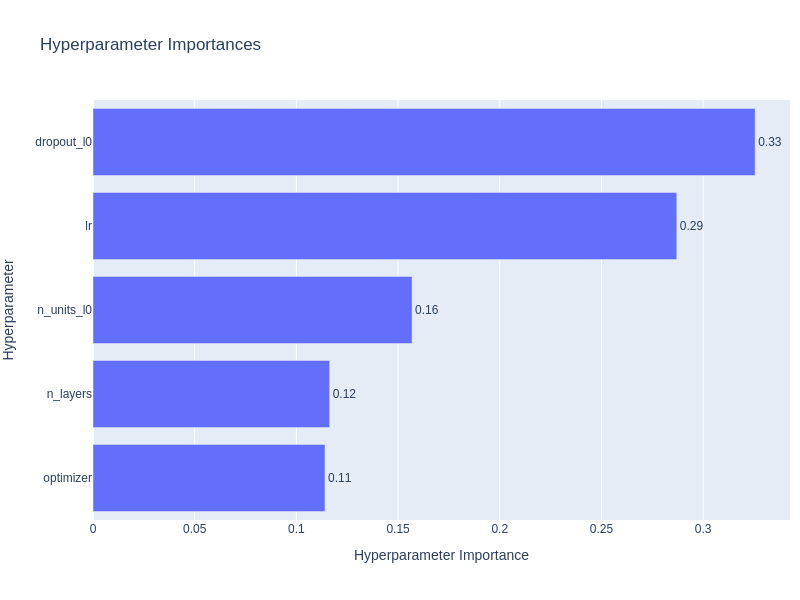 Hyperparameter Importances
Hyperparameter
dropout_l0 0.33
lr 0.29
n_units_l0 0.16
n_layers 0.12
optimizer 0.11
0 0.05 0.1 0.15 0.2 0.25 0.3
Hyperparameter Importance